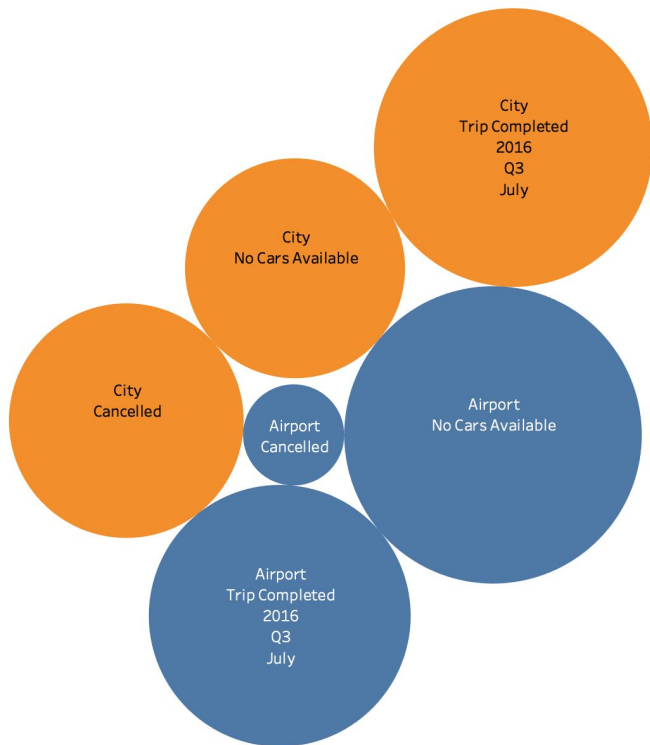 City
Trip Completed
2016
Q3
July
City
No Cars Available
City
Cancelled
Airport
No Cars Available
Airport
Cancelled
Airport
Trip Completed
2016
Q3
July